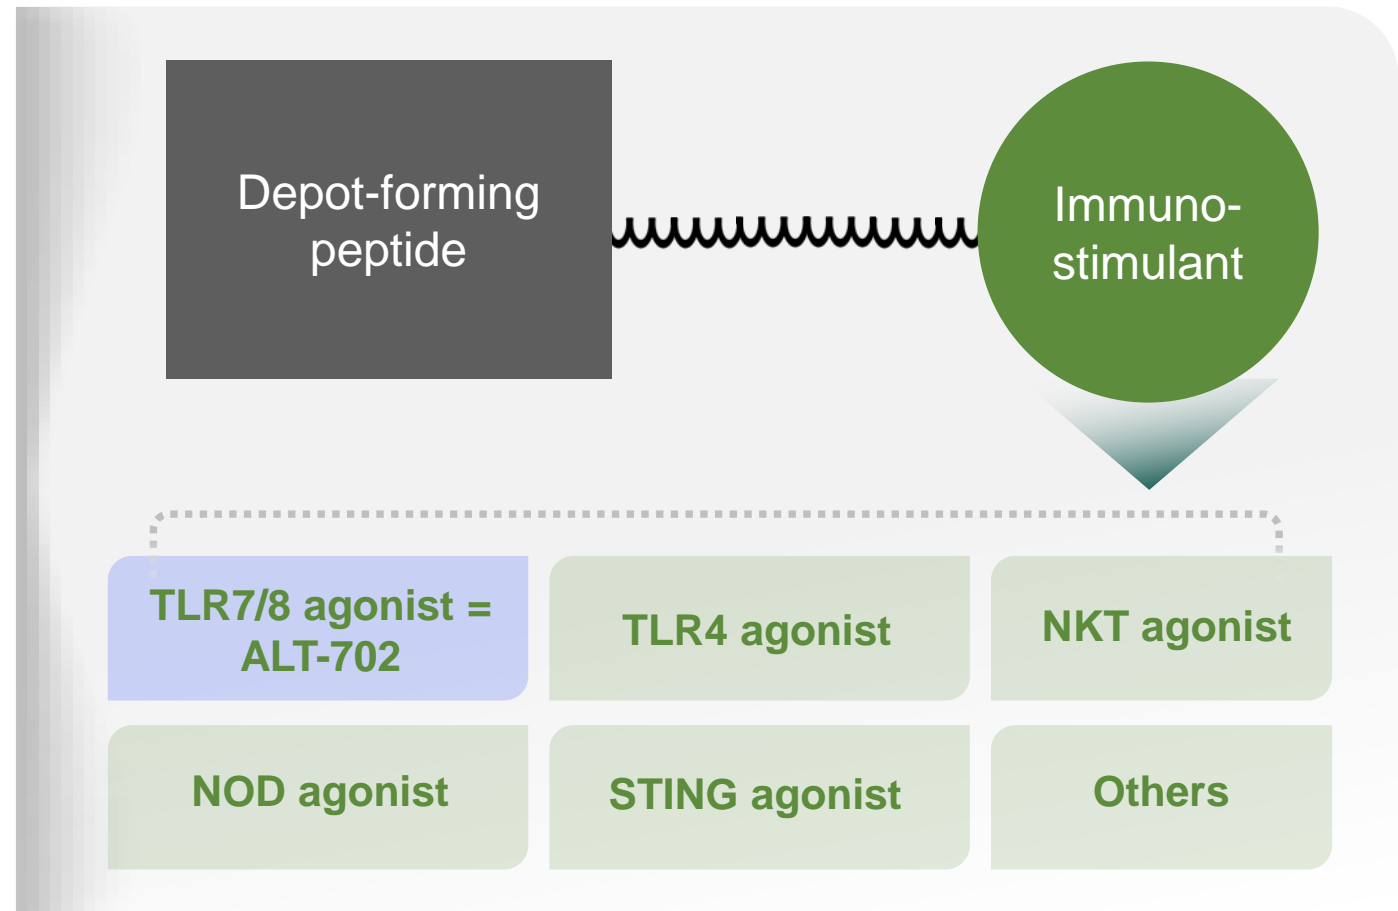 Depot-forming
peptide
Immuno-
stimulant
TLR7/8 agonist =
ALT-702
TLR4 agonist
NKT agonist
NOD agonist
STING agonist
Others